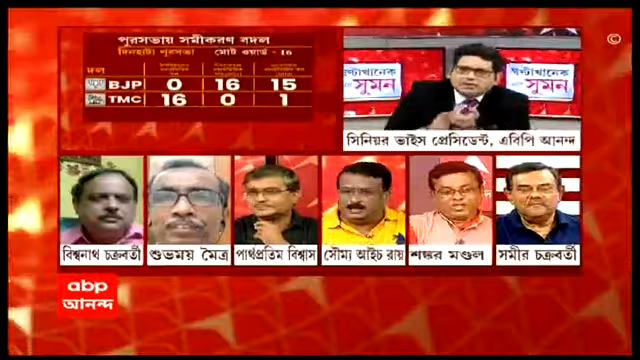 পুরসভায় সমীকরণ বদল
দিনহাটা পুরসভা মোট ওয়ার্ড - ১৬
দল
BJP 0 16 15
TMC 16 0 1
ঘণ্টাখানেক
সুমন
ঘণ্টাখানেক
সুমন
সিনিয়র ভাইস প্রেসিডেন্ট, এবিপি আনন্দ
বিশ্বনাথ চক্রবর্তী
শুভময় মৈত্র
পার্থপ্রতিম বিশ্বাস
সৌম্য আইচ রায়
শঙ্কর মণ্ডল
সমীর চক্রবর্তী
abp
আনন্দ
©